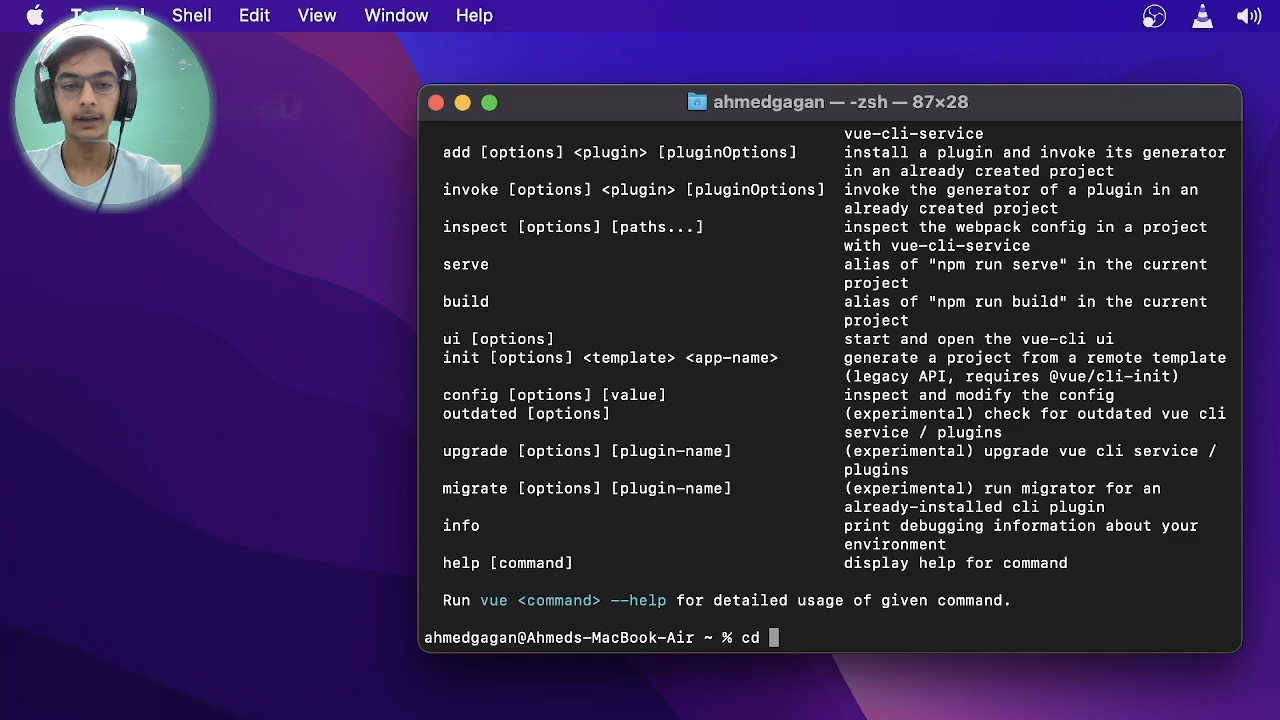 Terminal Shell Edit View Window Help
ahmedgagan — -zsh — 87×28
vue-cli-service
add [options] <plugin> [pluginOptions] install a plugin and invoke its generator
in an already created project
invoke [options] <plugin> [pluginOptions] invoke the generator of a plugin in an
already created project
inspect [options] [paths...] inspect the webpack config in a project
with vue-cli-service
serve alias of "npm run serve" in the current
project
build alias of "npm run build" in the current
project
ui [options] start and open the vue-cli ui
init [options] <template> <app-name> generate a project from a remote template
(legacy API, requires @vue/cli-init)
config [options] [value] inspect and modify the config
outdated [options] (experimental) check for outdated vue cli
service / plugins
upgrade [options] [plugin-name] (experimental) upgrade vue cli service /
plugins
migrate [options] [plugin-name] (experimental) run migrator for an
already-installed cli plugin
info print debugging information about your
environment
help [command] display help for command
Run vue <command> --help for detailed usage of given command.
ahmedgagan@Ahmeds-MacBook-Air ~ % cd